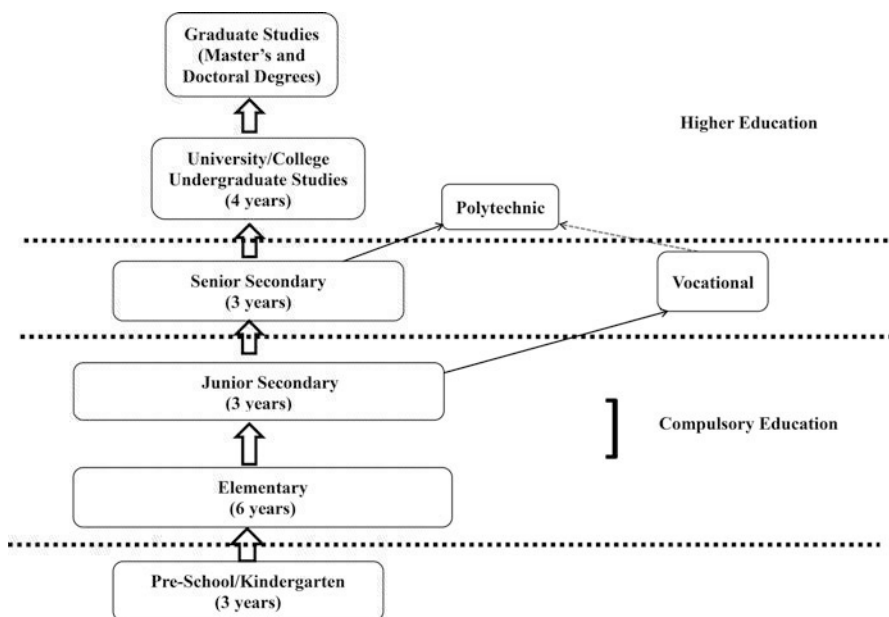 Graduate Studies
(Master's and
Doctoral Degrees)
Higher Education
University/College
Undergraduate Studies
(4 years)
Polytechnic
Senior Secondary
(3 years)
Vocational
Junior Secondary
(3 years)
Compulsory Education
Elementary
(6 years)
Pre-School/Kindergarten
(3 years)